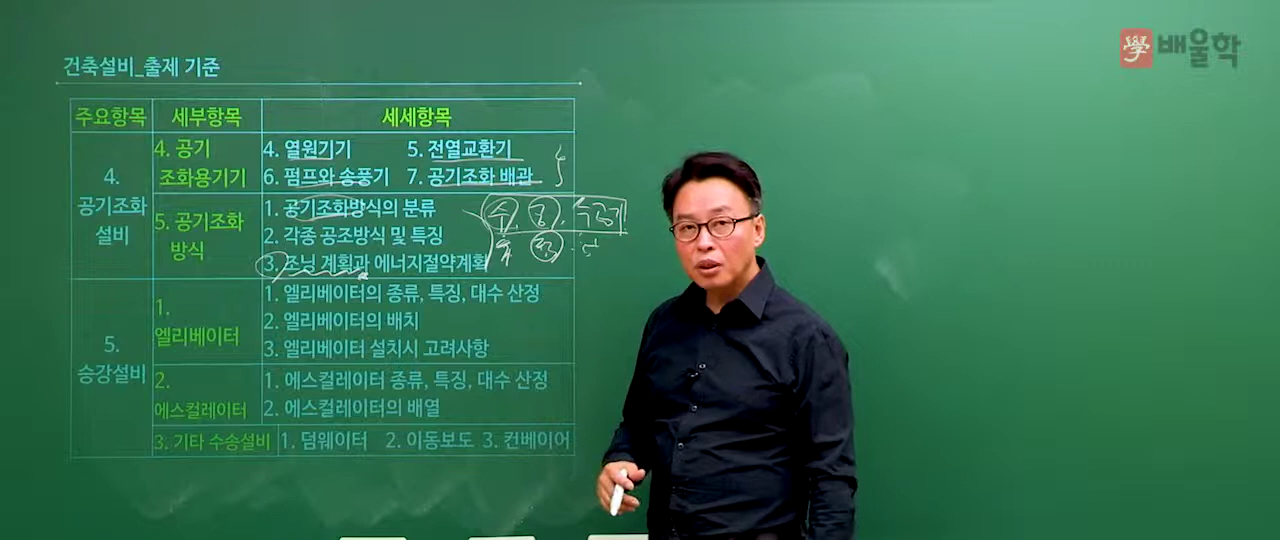 學 배울학
건축설비_출제 기준
주요항목 세부항목 세세항목
4. 공기조화 설비
4. 공기 조화용기기
4. 열원기기 5. 전열교환기
6. 펌프와 송풍기 7. 공기조화 배관
5. 공기조화 방식
1. 공기조화방식의 분류
2. 각종 공조방식 및 특징
3. 조닝 계획과 에너지절약계획
5. 승강설비
1. 엘리베이터
1. 엘리베이터의 종류, 특징, 대수 산정
2. 엘리베이터의 배치
3. 엘리베이터 설치시 고려사항
2. 에스컬레이터
1. 에스컬레이터 종류, 특징, 대수 산정
2. 에스컬레이터의 배열
3. 기타 수송설비
1. 덤웨이터 2. 이동보도 3. 컨베이어